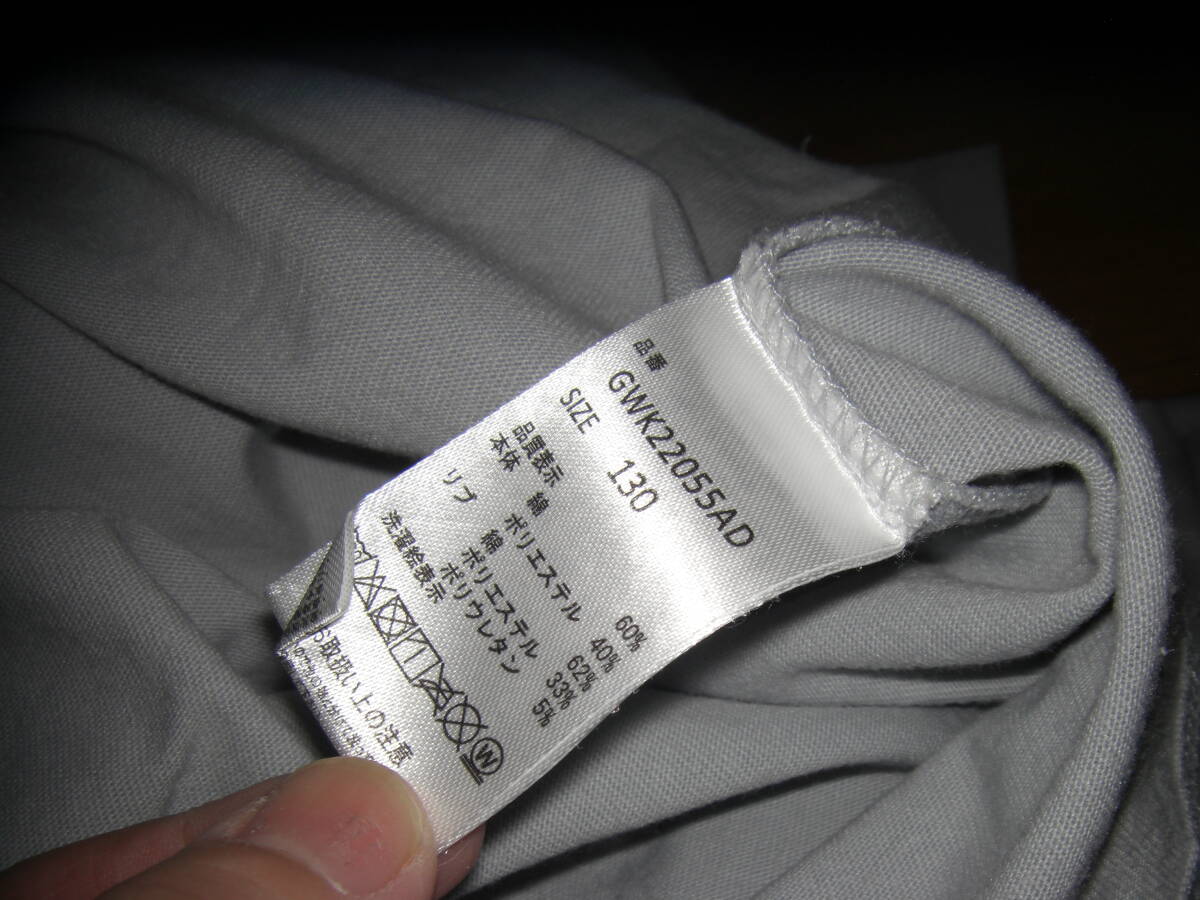 品番 GWK22055AD
SIZE 130
品質表示
本体 綿 60%
ポリエステル 40%
リブ 綿 62%
ポリエステル 33%
ポリウレタン 5%
洗濯絵表示
W
お取扱い上の注意